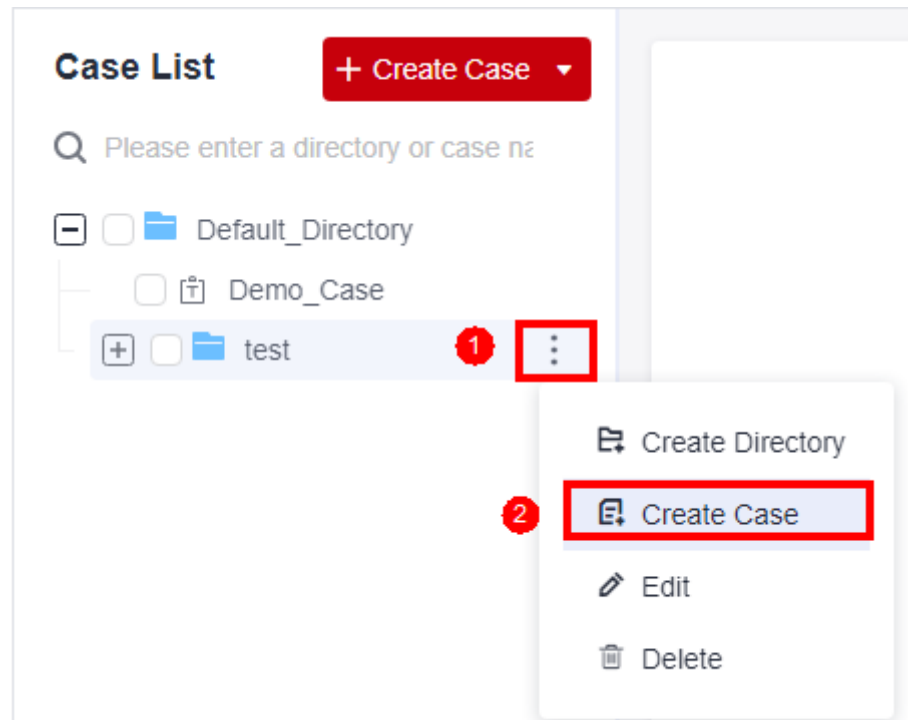 Case List
+ Create Case
Please enter a directory or case na
Default_Directory
Demo_Case
test
1
Create Directory
2
Create Case
Edit
Delete